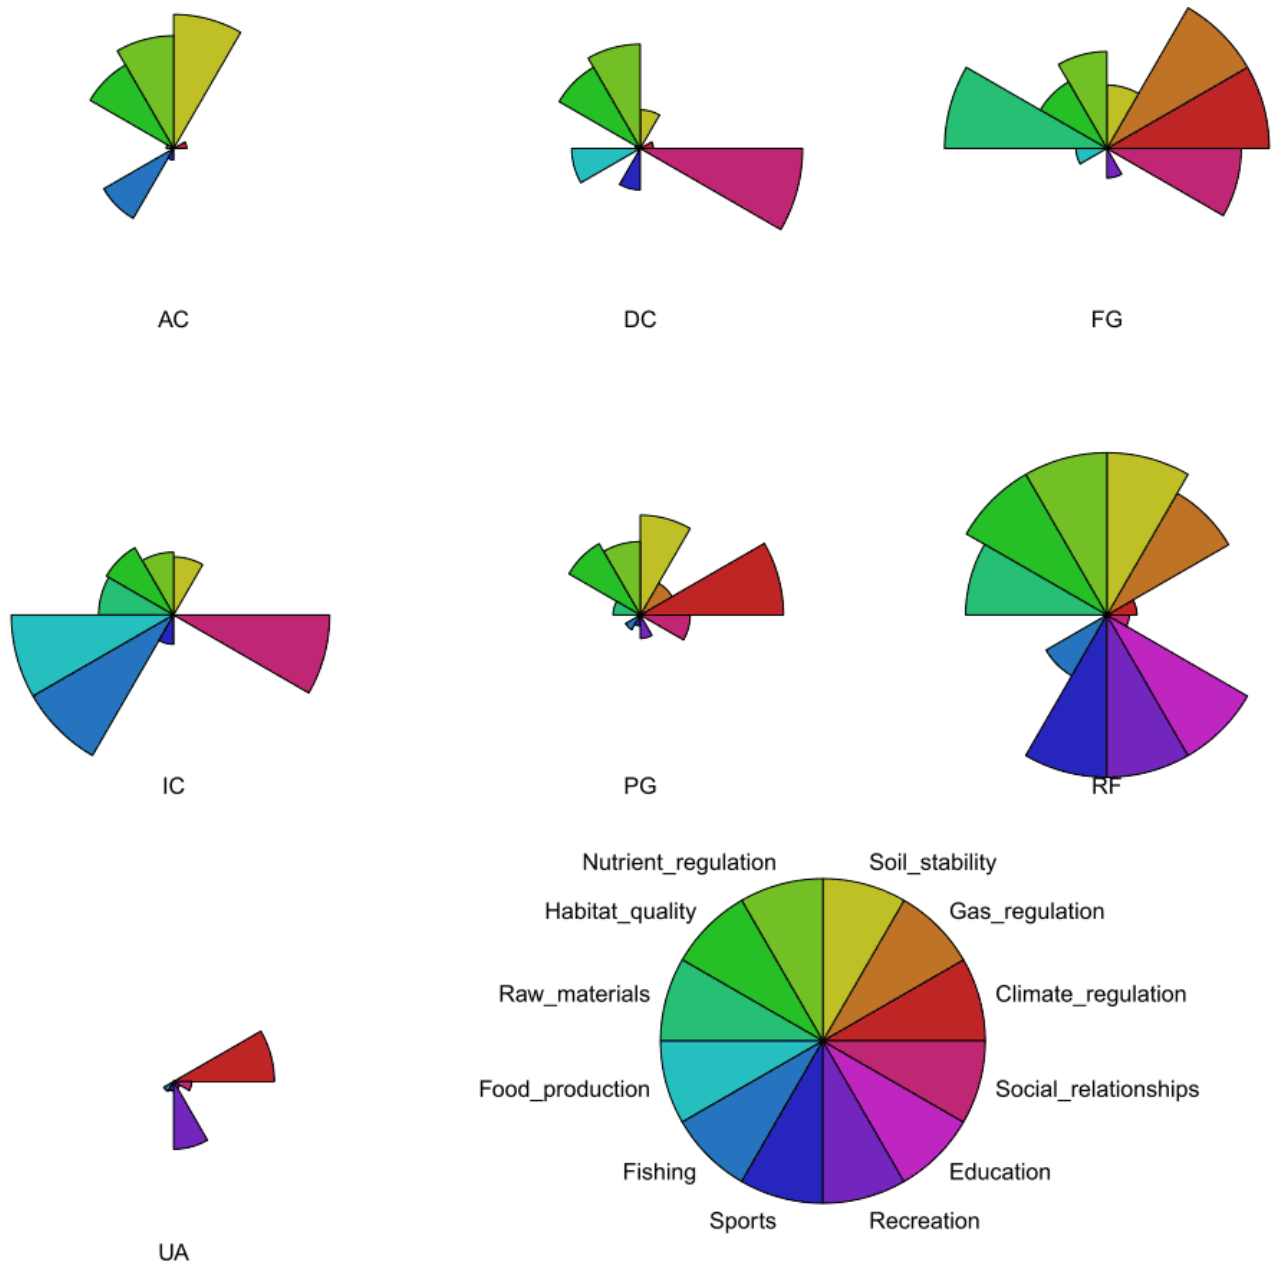 AC
DC
FG
IC
PG
RF
Nutrient_regulation
Soil_stability
Habitat_quality
Gas_regulation
Raw_materials
Climate_regulation
Food_production
Social_relationships
Fishing
Education
Sports
Recreation
UA